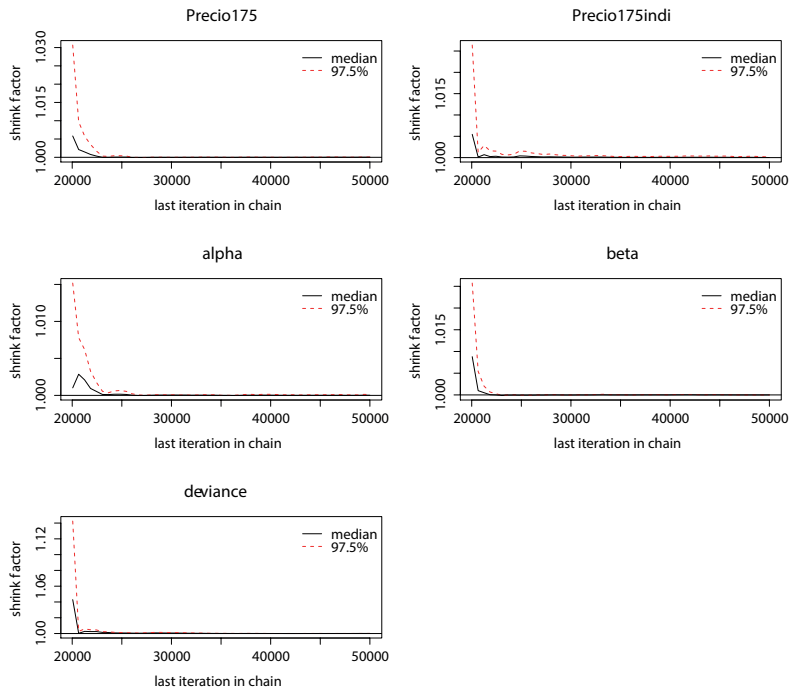 Precio175
shrink factor
1.000 1.015 1.030
median
97.5%
20000 30000 40000 50000
last iteration in chain
Precio175indi
shrink factor
1.000 1.015
median
97.5%
20000 30000 40000 50000
last iteration in chain
alpha
shrink factor
1.000 1.010
median
97.5%
20000 30000 40000 50000
last iteration in chain
beta
shrink factor
1.000 1.015
median
97.5%
20000 30000 40000 50000
last iteration in chain
deviance
shrink factor
1.00 1.06 1.12
median
97.5%
20000 30000 40000 50000
last iteration in chain